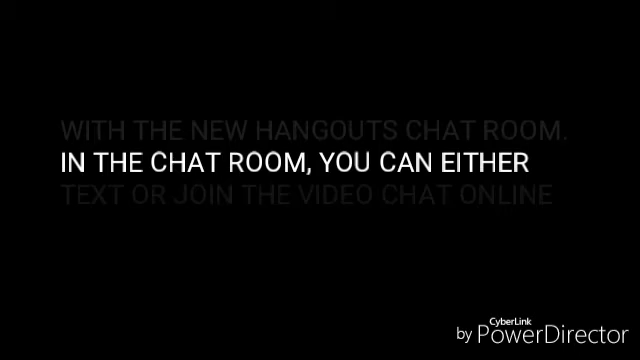 WITH THE NEW HANGOUTS CHAT ROOM.
IN THE CHAT ROOM, YOU CAN EITHER
TEXT OR JOIN THE VIDEO CHAT ONLINE
CyberLink
by PowerDirector